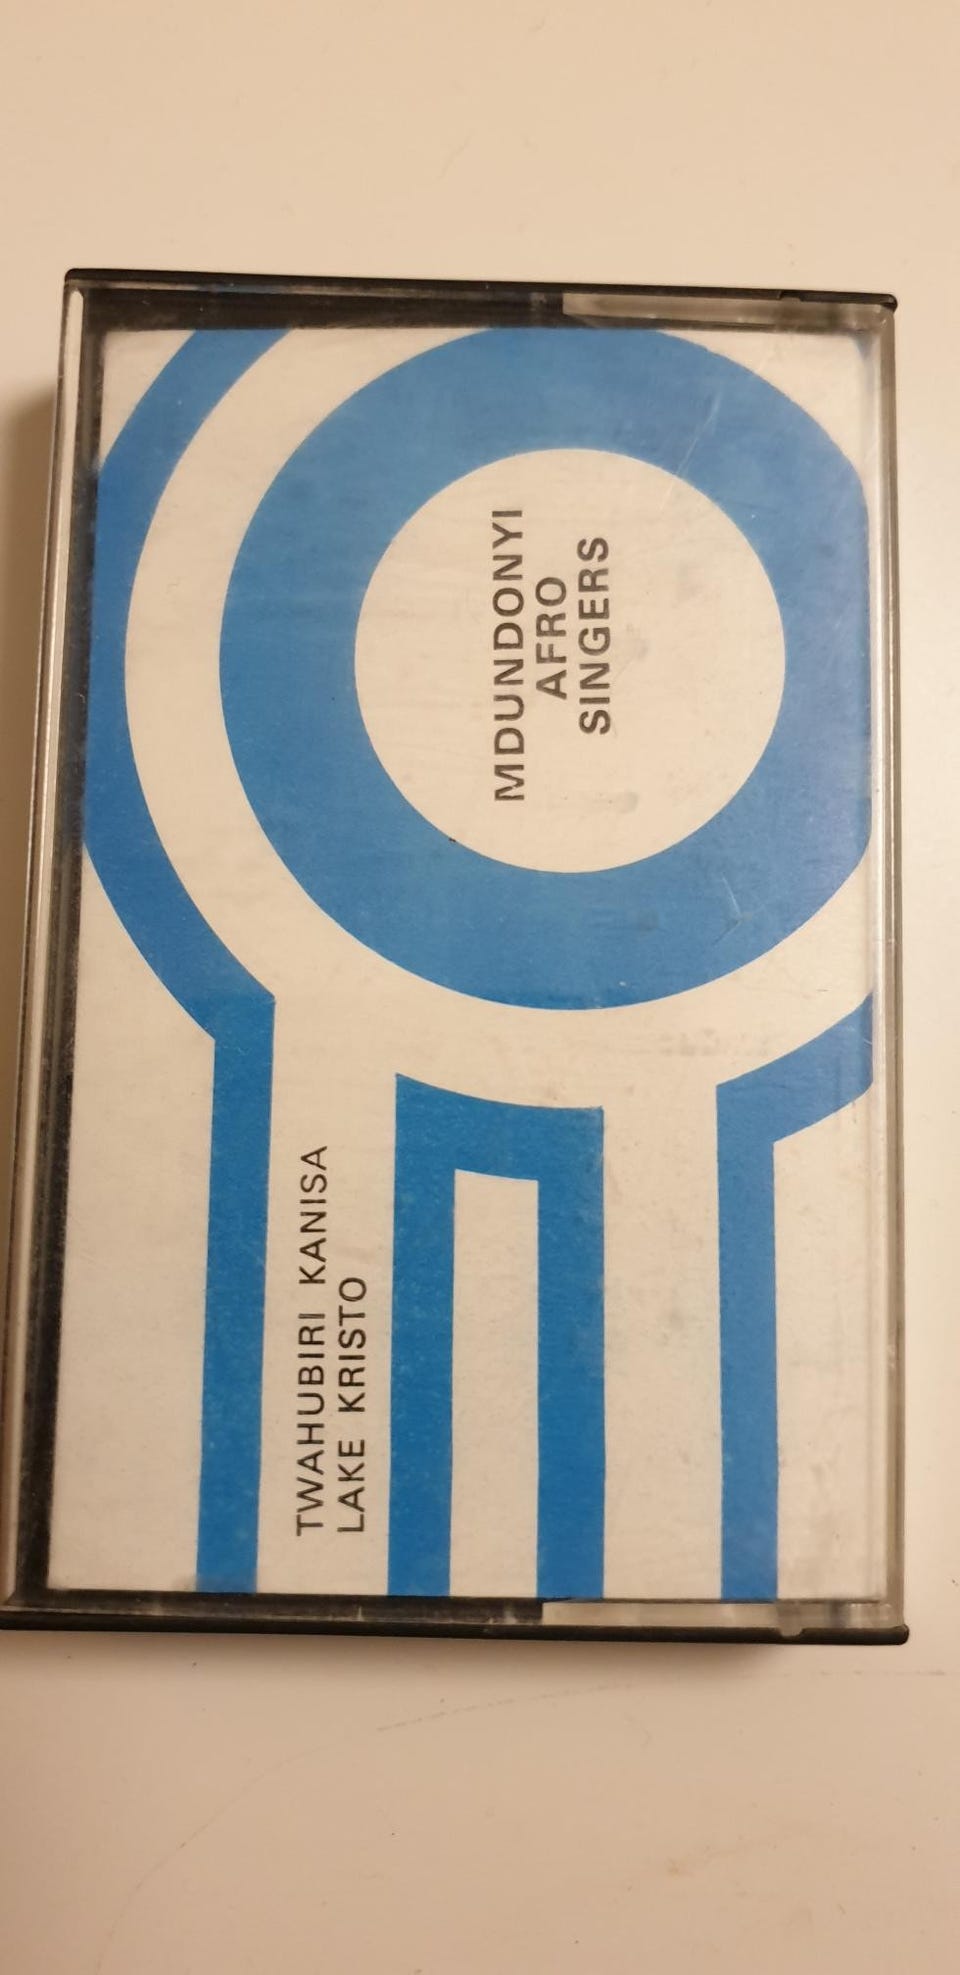 MDUNDONYI
AFRO
SINGERS
TWAHUBIRI KANISA
LAKE KRISTO